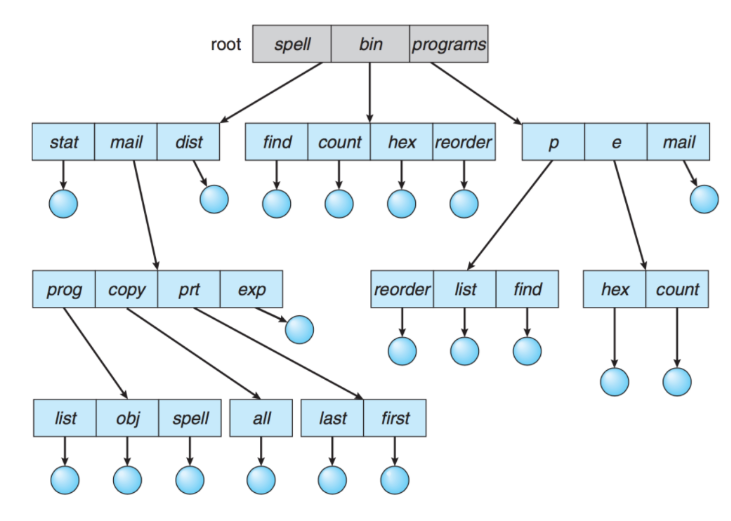 root spell bin programs
stat mail dist find count hex reorder p e mail
prog copy prt exp reorder list find hex count
list obj spell all last first